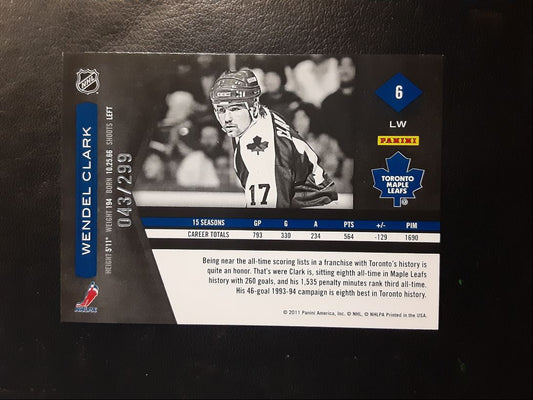 NHL
WENDEL CLARK
HEIGHT 5'11" WEIGHT 194 BORN 10.25.66 SHOOTS LEFT
043/299
NHLPA
17
6
LW
PANINI
TORONTO
MAPLE
LEAFS
15 SEASONS GP G A PTS +/- PIM
CAREER TOTALS 793 330 234 564 -129 1690
Being near the all-time scoring lists in a franchise with Toronto's history is
quite an honor. That's were Clark is, sitting eighth all-time in Maple Leafs
history with 260 goals, and his 1,535 penalty minutes rank third all-time.
His 46-goal 1993-94 campaign is eighth best in Toronto history.
© 2011 Panini America, Inc. © NHL, © NHLPA Printed in the USA.